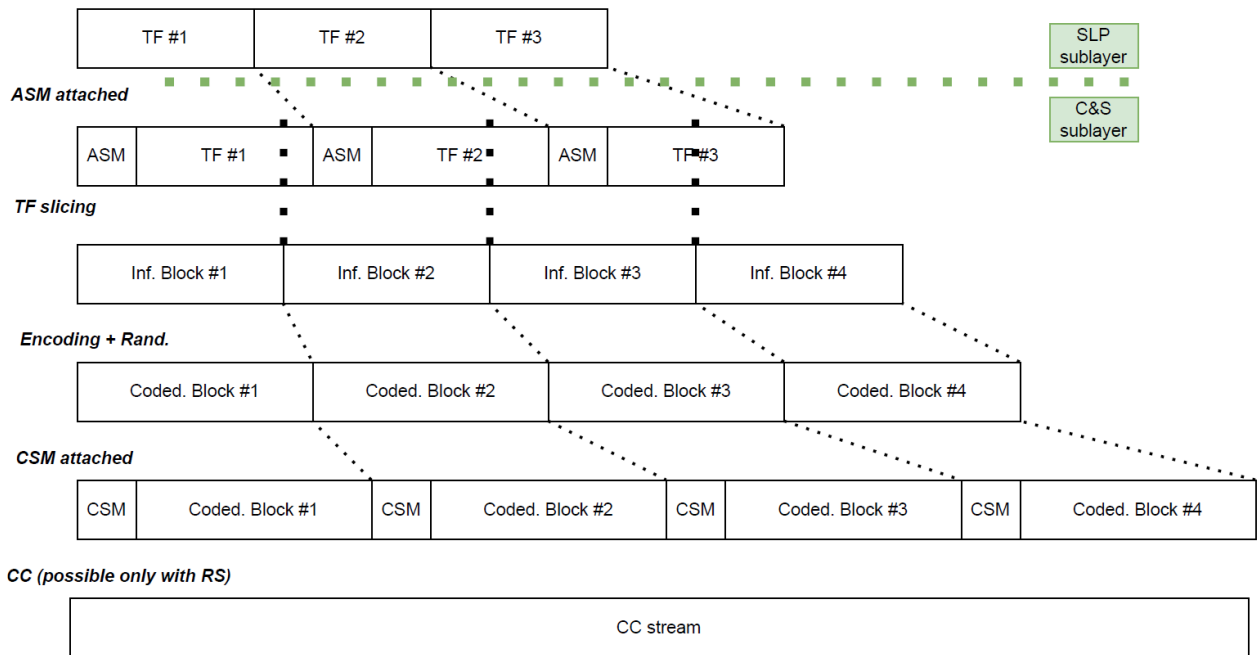 TF #1
TF #2
TF #3
SLP
sublayer
ASM attached
C&S
sublayer
ASM
TF #1
ASM
TF #2
ASM
TF #3
TF slicing
Inf. Block #1
Inf. Block #2
Inf. Block #3
Inf. Block #4
Encoding + Rand.
Coded. Block #1
Coded. Block #2
Coded. Block #3
Coded. Block #4
CSM attached
CSM
Coded. Block #1
CSM
Coded. Block #2
CSM
Coded. Block #3
CSM
Coded. Block #4
CC (possible only with RS)
CC stream